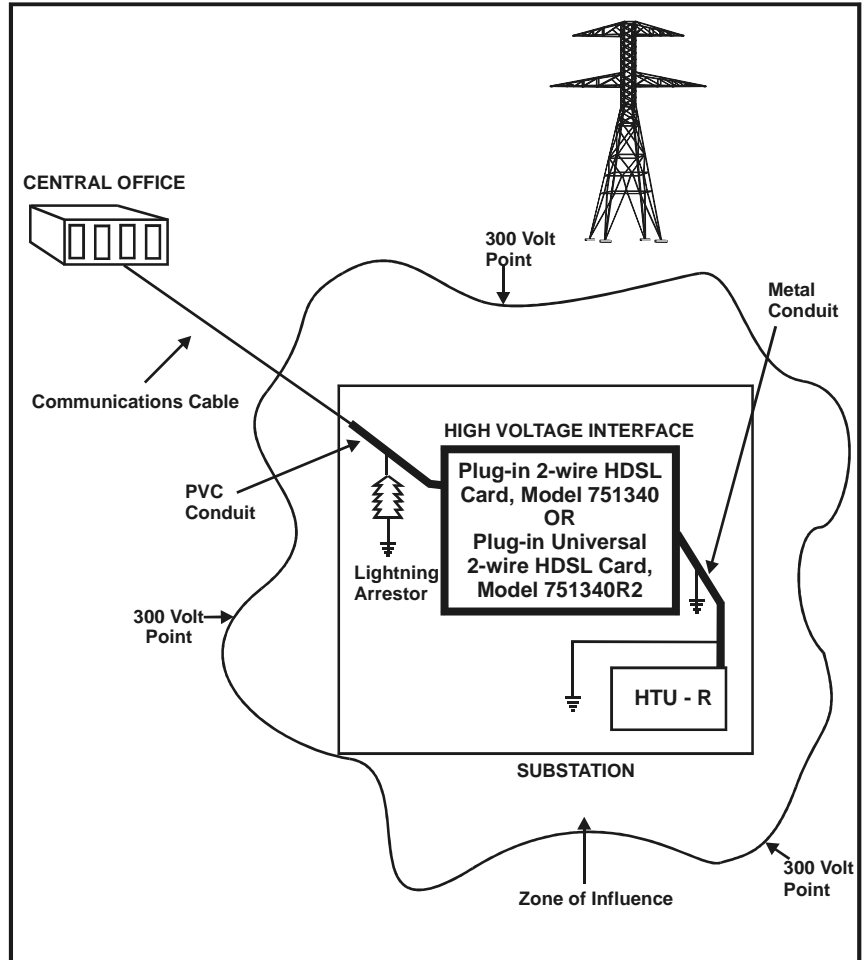 CENTRAL OFFICE
300 Volt
Point
Metal
Conduit
Communications Cable
HIGH VOLTAGE INTERFACE
Plug-in 2-wire HDSL
Card, Model 751340
OR
Plug-in Universal
2-wire HDSL Card,
Model 751340R2
PVC
Conduit
Lightning
Arrestor
300 Volt
Point
HTU - R
SUBSTATION
300 Volt
Point
Zone of Influence